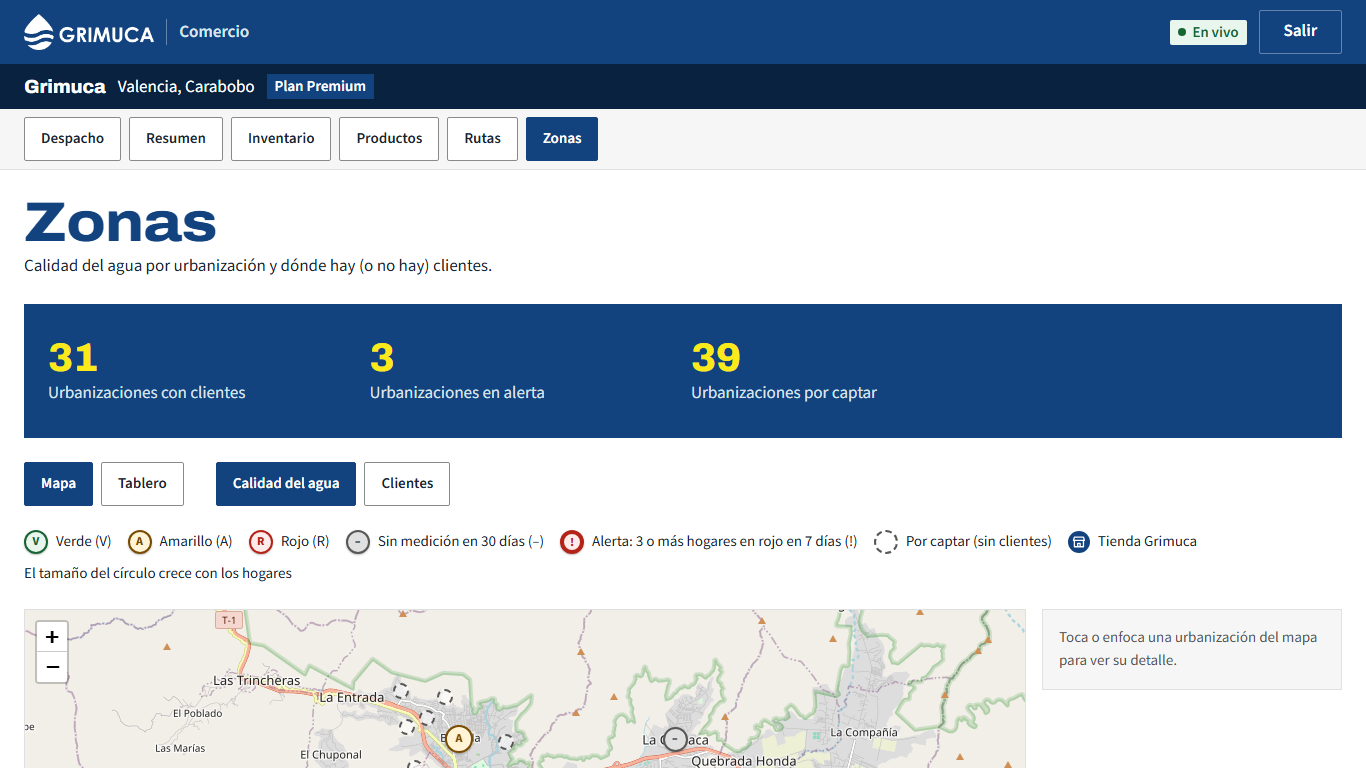 GRIMUCA
Comercio
En vivo
Salir
Grimuca
Valencia, Carabobo
Plan Premium
Despacho
Resumen
Inventario
Productos
Rutas
Zonas
Zonas
Calidad del agua por urbanización y dónde hay (o no hay) clientes.
31
Urbanizaciones con clientes
3
Urbanizaciones en alerta
39
Urbanizaciones por captar
Mapa
Tablero
Calidad del agua
Clientes
V Verde (V)
A Amarillo (A)
R Rojo (R)
– Sin medición en 30 días (–)
! Alerta: 3 o más hogares en rojo en 7 días (!)
Por captar (sin clientes)
Tienda Grimuca
El tamaño del círculo crece con los hogares
+
−
T-1
Las Trincheras
La Entrada
El Poblado
Las Marías
El Chuponal
A
–
La Compañía
Quebrada Honda
Toca o enfoca una urbanización del mapa
para ver su detalle.